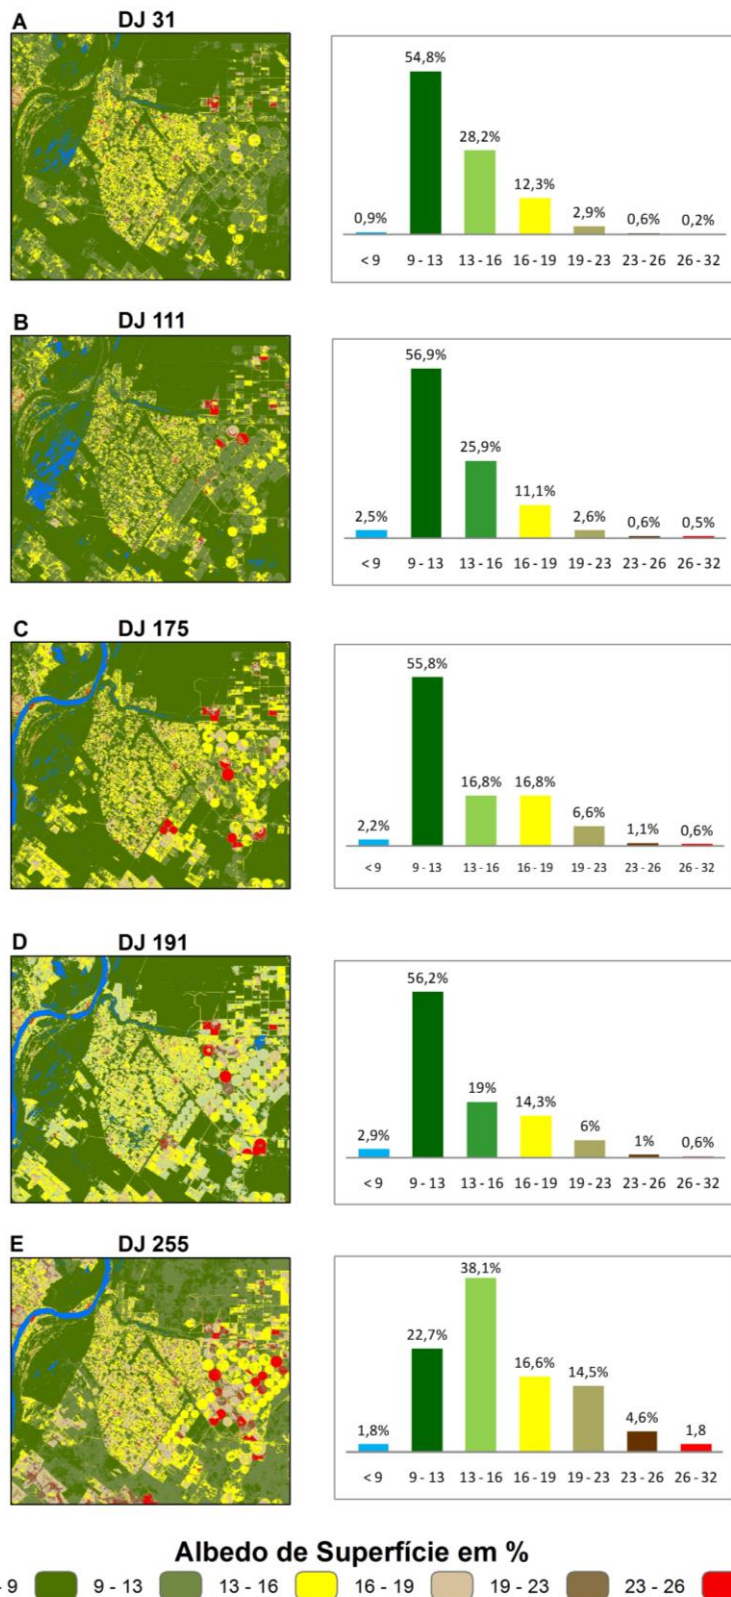 A DJ 31
54,8%
28,2%
12,3%
0,9%
2,9%
0,6%
0,2%
< 9 9 - 13 13 - 16 16 - 19 19 - 23 23 - 26 26 - 32
B DJ 111
56,9%
25,9%
11,1%
2,5%
2,6%
0,6%
0,5%
< 9 9 - 13 13 - 16 16 - 19 19 - 23 23 - 26 26 - 32
C DJ 175
55,8%
16,8%
16,8%
6,6%
2,2%
1,1%
0,6%
< 9 9 - 13 13 - 16 16 - 19 19 - 23 23 - 26 26 - 32
D DJ 191
56,2%
19%
14,3%
2,9%
6%
1%
0,6%
< 9 9 - 13 13 - 16 16 - 19 19 - 23 23 - 26 26 - 32
E DJ 255
38,1%
22,7%
16,6%
14,5%
1,8%
4,6%
1,8
< 9 9 - 13 13 - 16 16 - 19 19 - 23 23 - 26 26 - 32
Albedo de Superfície em %
- 9 9 - 13 13 - 16 16 - 19 19 - 23 23 - 26